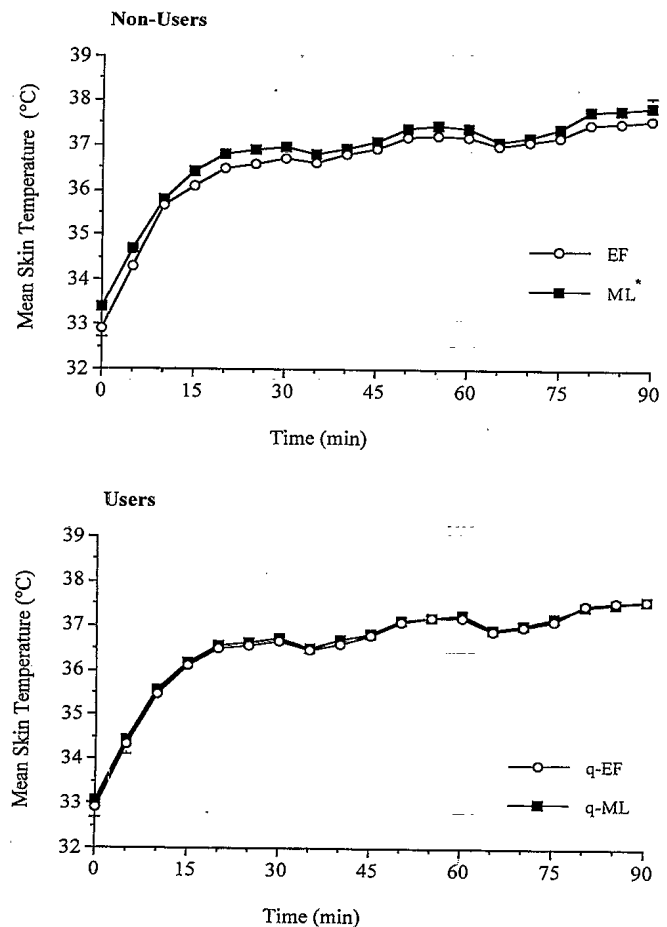 Non-Users
Mean Skin Temperature (°C)
39
38
37
36
35
34
33
32
0 15 30 45 60 75 90
Time (min)
EF
ML*
Users
Mean Skin Temperature (°C)
39
38
37
36
35
34
33
32
0 15 30 45 60 75 90
Time (min)
q-EF
q-ML